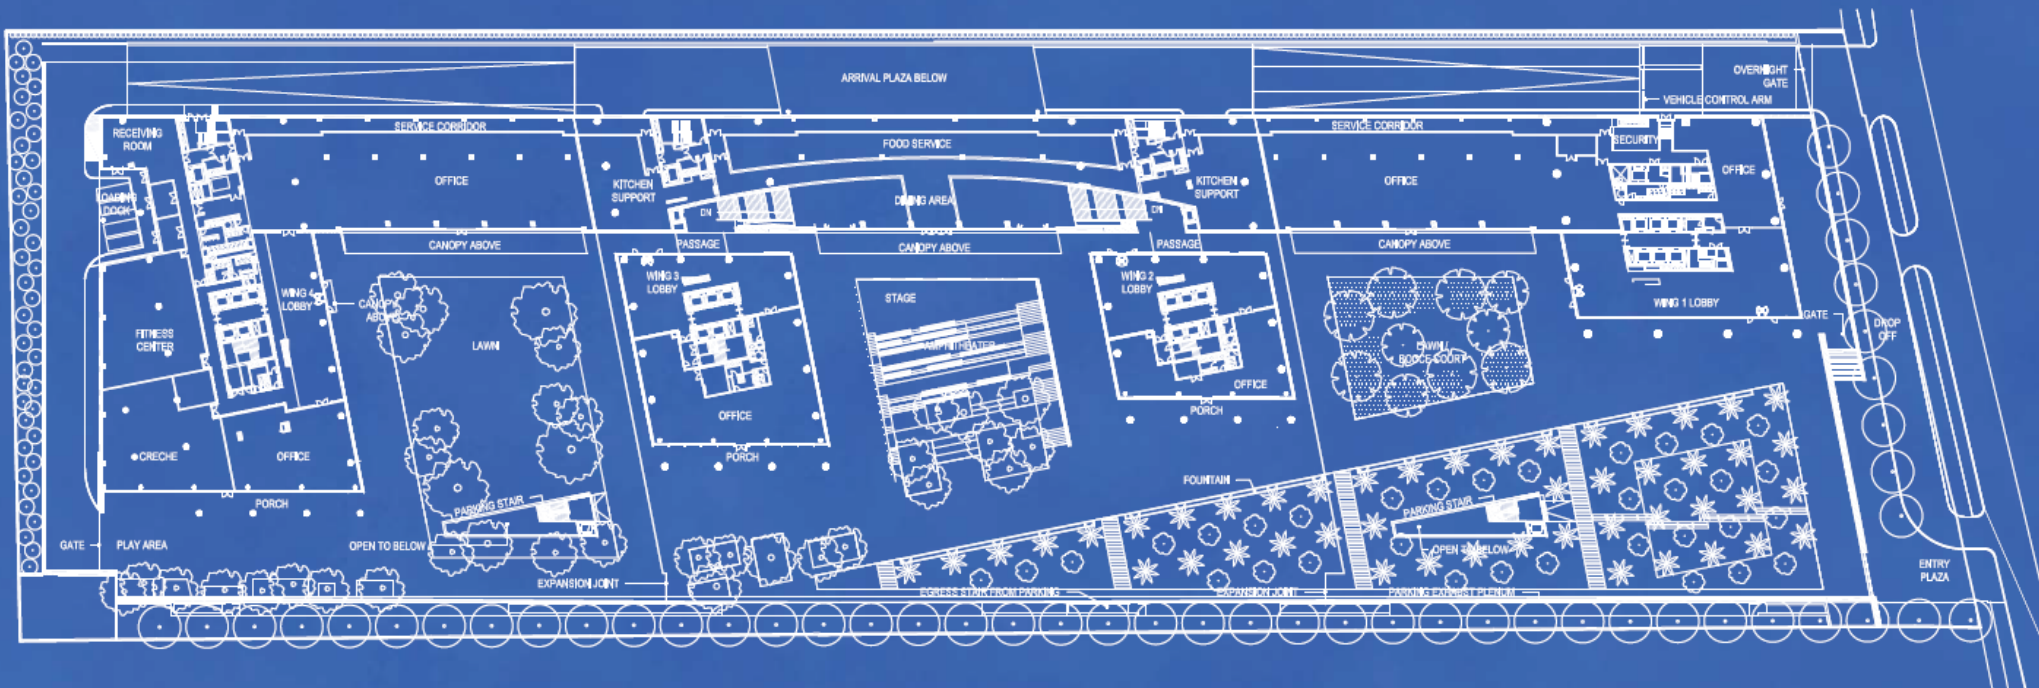 ARRIVAL PLAZA BELOW
OVERNIGHT
GATE
VEHICLE CONTROL ARM
RECEIVING
ROOM
SERVICE CORRIDOR
FOOD SERVICE
SERVICE CORRIDOR
SECURITY
OFFICE
OFFICE
OFFICE
KITCHEN
SUPPORT
KITCHEN
SUPPORT
LOADING
DOCK
DINING AREA
DN
DN
CANOPY ABOVE
PASSAGE
CANOPY ABOVE
PASSAGE
CANOPY ABOVE
WING 4
LOBBY
CANOPY
ABOVE
WING 3
LOBBY
STAGE
WING 2
LOBBY
WING 1 LOBBY
GATE
DROP
OFF
FITNESS
CENTER
LAWN
AMPHITHEATER
LAWN /
BOCCE COURT
OFFICE
OFFICE
PORCH
CRECHE
OFFICE
PORCH
PORCH
FOUNTAIN
PARKING STAIR
PARKING STAIR
GATE
PLAY AREA
OPEN TO BELOW
OPEN TO BELOW
ENTRY
PLAZA
EXPANSION JOINT
EGRESS STAIR FROM PARKING
EXPANSION JOINT
PARKING EXHAUST PLENUM